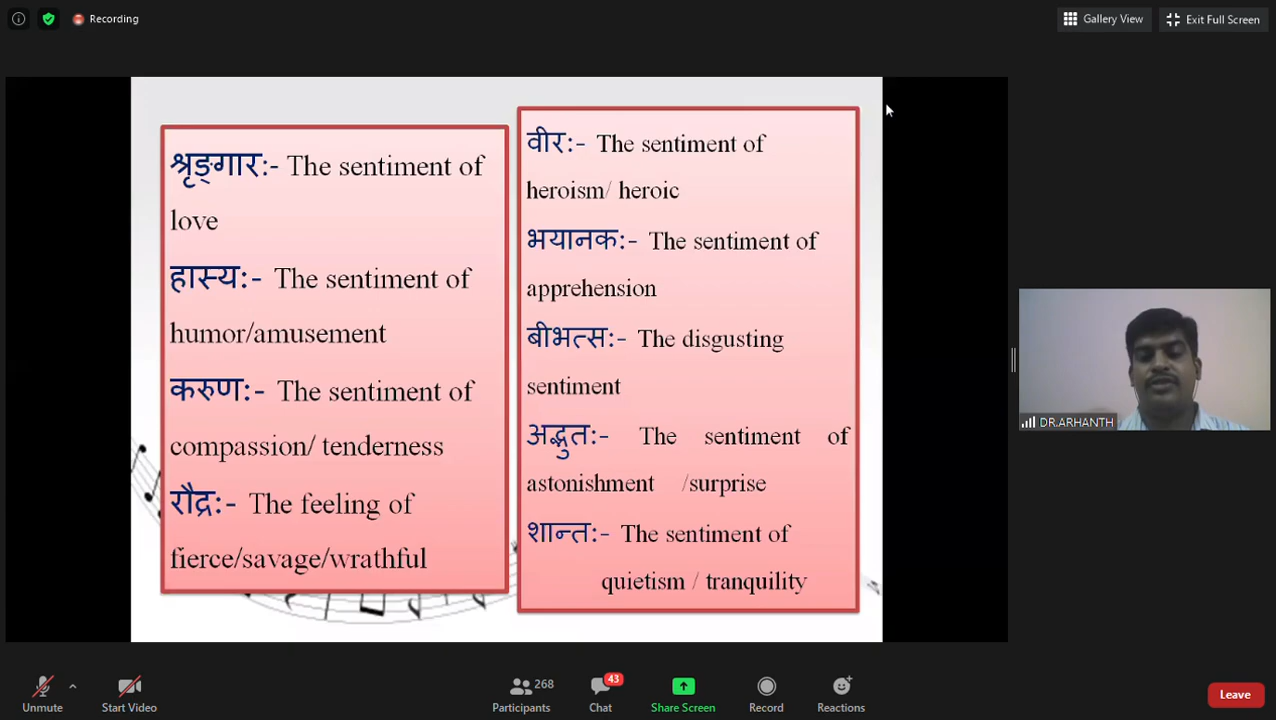 Recording
Gallery View
Exit Full Screen
श्रृङ्गारः- The sentiment of
love
हास्यः- The sentiment of
humor/amusement
करुणः- The sentiment of
compassion/ tenderness
रौद्रः- The feeling of
fierce/savage/wrathful
वीरः- The sentiment of
heroism/ heroic
भयानकः- The sentiment of
apprehension
बीभत्सः- The disgusting
sentiment
अद्भुतः- The sentiment of
astonishment /surprise
शान्तः- The sentiment of
quietism / tranquility
DR.ARHANTH
Unmute
Start Video
268
Participants
43
Chat
Share Screen
Record
Reactions
Leave